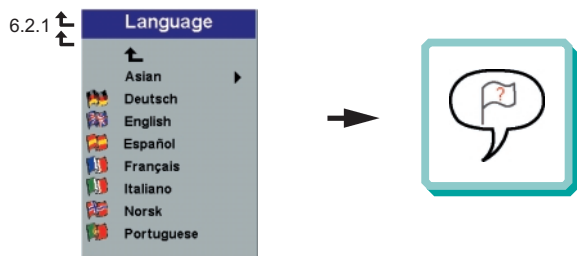 6.2.1
Language
Asian
Deutsch
English
Español
Français
Italiano
Norsk
Portuguese
?